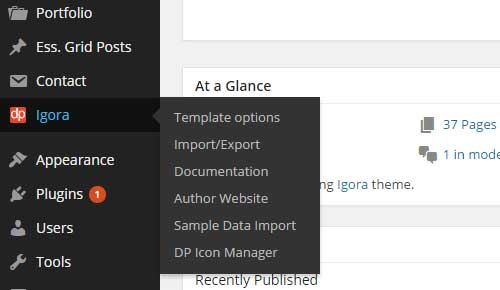 Portfolio
Ess. Grid Posts
Contact
dp Igora
Appearance
Plugins 1
Users
Tools
Template options
Import/Export
Documentation
Author Website
Sample Data Import
DP Icon Manager
At a Glance
37 Pages
1 in mode
ng Igora theme.
Recently Published